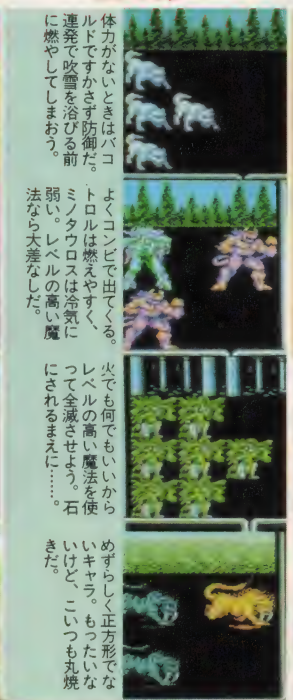 体力がないときはバコ
ルドですかさず防御だ。
連発で吹雪を浴びる前
に燃やしてしまおう。
よくコンビで出てくる。
トロルは燃えやすく、
ミノタウロスは冷気に
弱い。レベルの高い魔
法なら大差なしだ。
火でも何でもいいから
レベルの高い魔法を使
って全滅させよう。石
にされるまえに……。
めずらしく正方形でな
いキャラ。もったいな
いけど、こいつも丸焼
きだ。